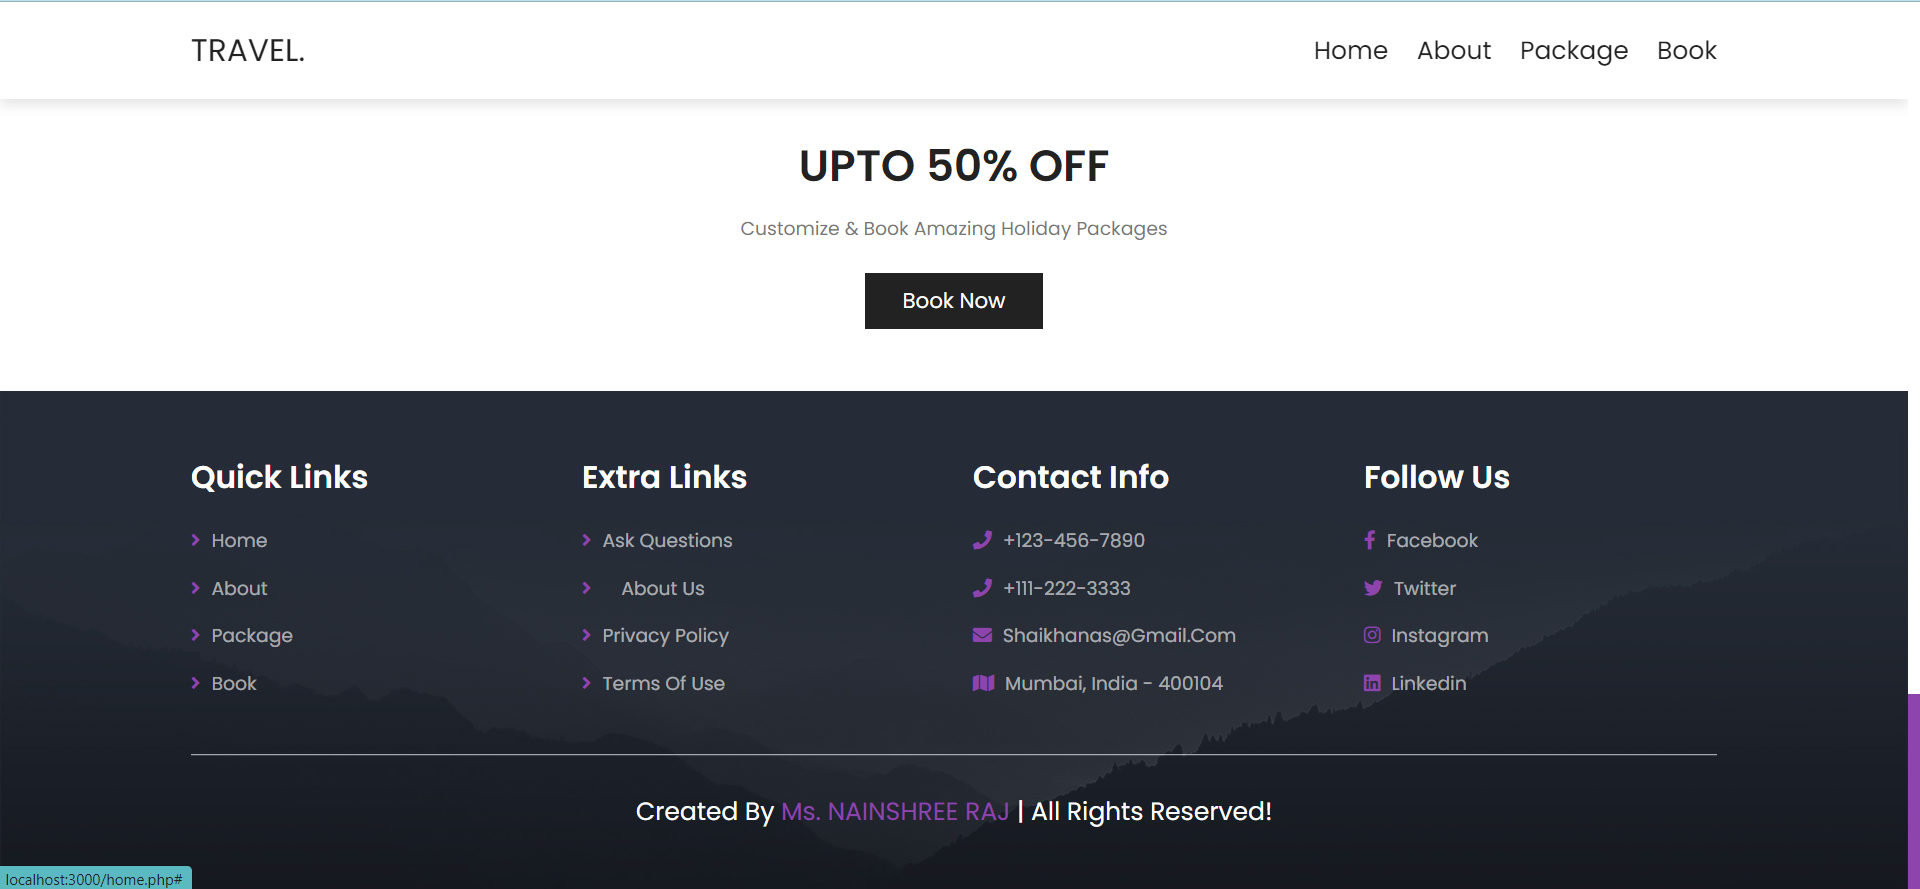 TRAVEL.
Home About Package Book
UPTO 50% OFF
Customize & Book Amazing Holiday Packages
Book Now
Quick Links
Home
About
Package
Book
Extra Links
Ask Questions
About Us
Privacy Policy
Terms Of Use
Contact Info
+123-456-7890
+111-222-3333
Shaikhanas@Gmail.Com
Mumbai, India - 400104
Follow Us
Facebook
Twitter
Instagram
Linkedin
Created By Ms. NAINSHREE RAJ | All Rights Reserved!
localhost:3000/home.php#